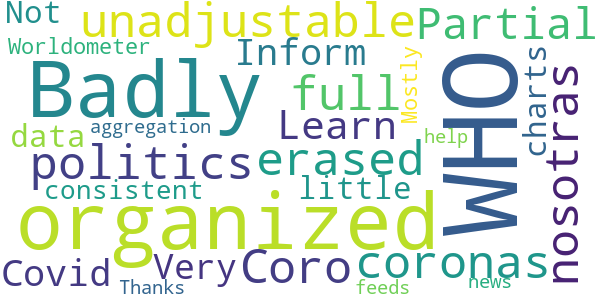 Not unadjustable Partial
Worldometer Inform Mostly charts
Badly full WHO
data aggregation Learn help nosotras
politics erased
consistent little
organized
Covid Very Coro coronas
Thanks feeds news